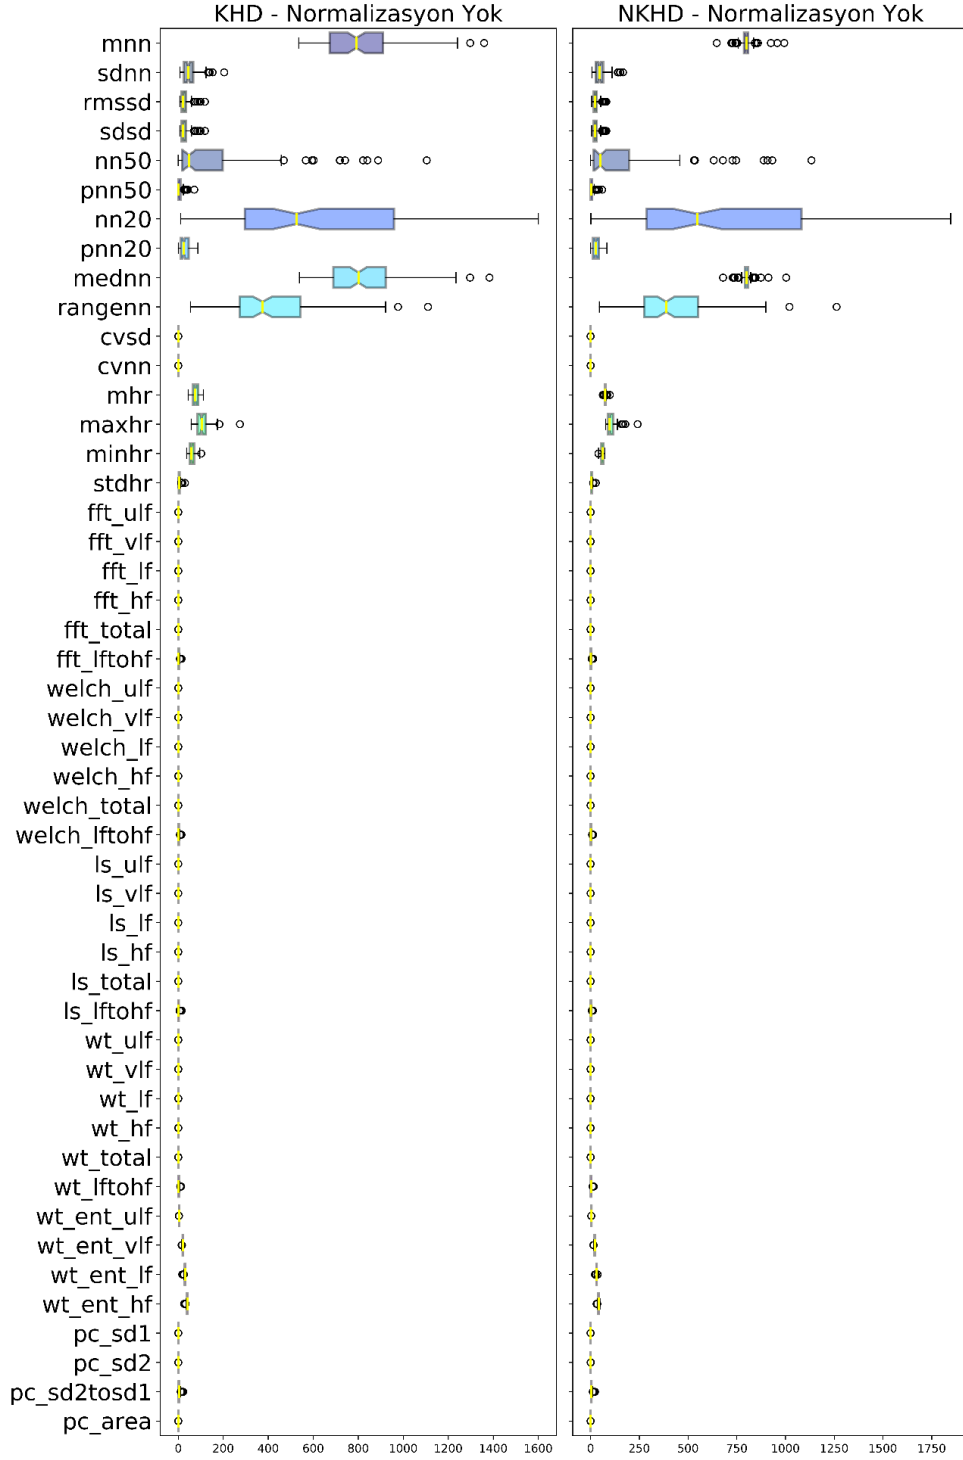 KHD - Normalizasyon Yok
NKHD - Normalizasyon Yok
mnn
sdnn
rmssd
sdsd
nn50
pnn50
nn20
pnn20
mednn
rangenn
cvsd
cvnn
mhr
maxhr
minhr
stdhr
fft_ulf
fft_vlf
fft_lf
fft_hf
fft_total
fft_lftohf
welch_ulf
welch_vlf
welch_lf
welch_hf
welch_total
welch_lftohf
ls_ulf
ls_vlf
ls_lf
ls_hf
ls_total
ls_lftohf
wt_ulf
wt_vlf
wt_lf
wt_hf
wt_total
wt_lftohf
wt_ent_ulf
wt_ent_vlf
wt_ent_lf
wt_ent_hf
pc_sd1
pc_sd2
pc_sd2tosd1
pc_area
0 200 400 600 800 1000 1200 1400 1600
0 250 500 750 1000 1250 1500 1750